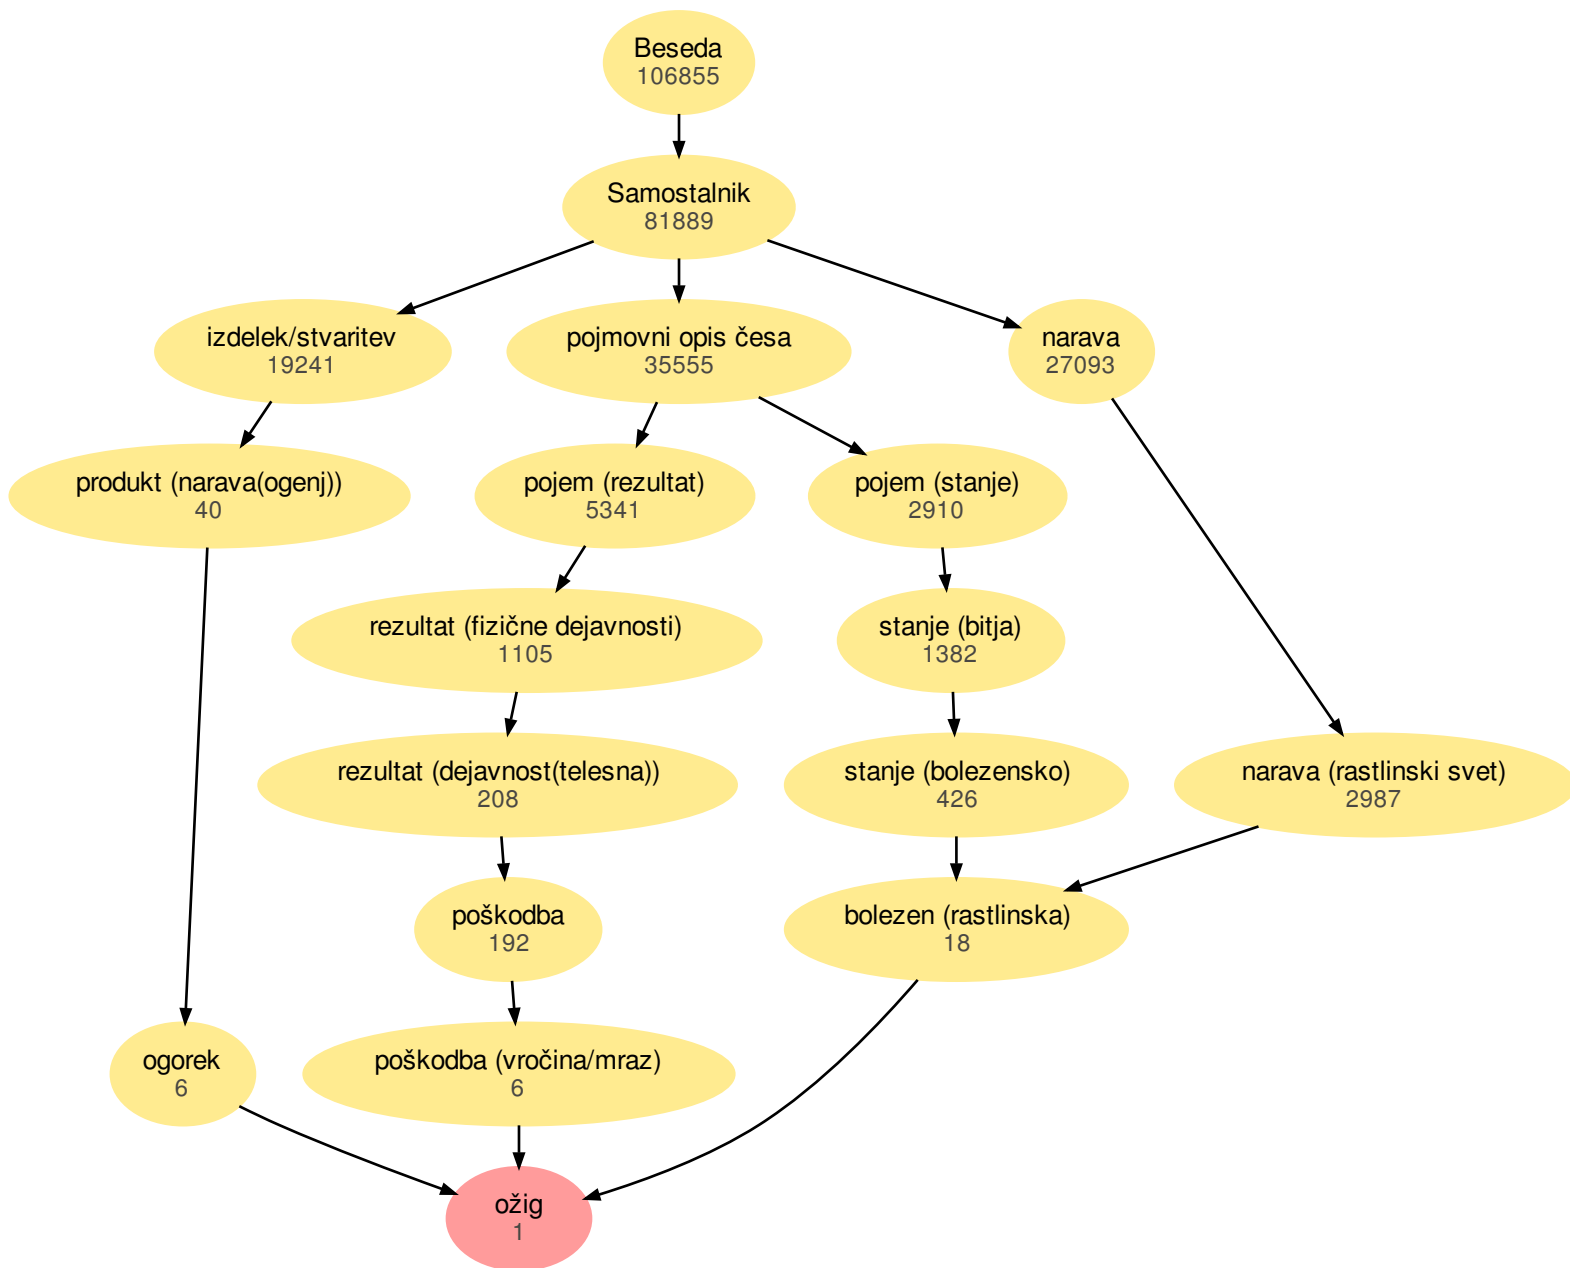 Beseda
106855
Samostalnik
81889
izdelek/stvaritev
19241
pojmovni opis česa
35555
narava
27093
produkt (narava(ogenj))
40
pojem (rezultat)
5341
pojem (stanje)
2910
rezultat (fizične dejavnosti)
1105
stanje (bitja)
1382
rezultat (dejavnost(telesna))
208
stanje (bolezensko)
426
narava (rastlinski svet)
2987
poškodba
192
bolezen (rastlinska)
18
ogorek
6
poškodba (vročina/mraz)
6
ožig
1